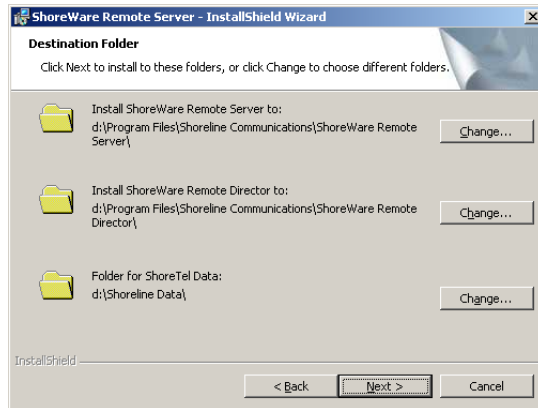 ShoreWare Remote Server - InstallShield Wizard
Destination Folder
Click Next to install to these folders, or click Change to choose different folders.
Install ShoreWare Remote Server to:
d:\Program Files\Shoreline Communications\ShoreWare Remote
Server\
Change...
Install ShoreWare Remote Director to:
d:\Program Files\Shoreline Communications\ShoreWare Remote
Director\
Change...
Folder for ShoreTel Data:
d:\Shoreline Data\
Change...
InstallShield
< Back
Next >
Cancel